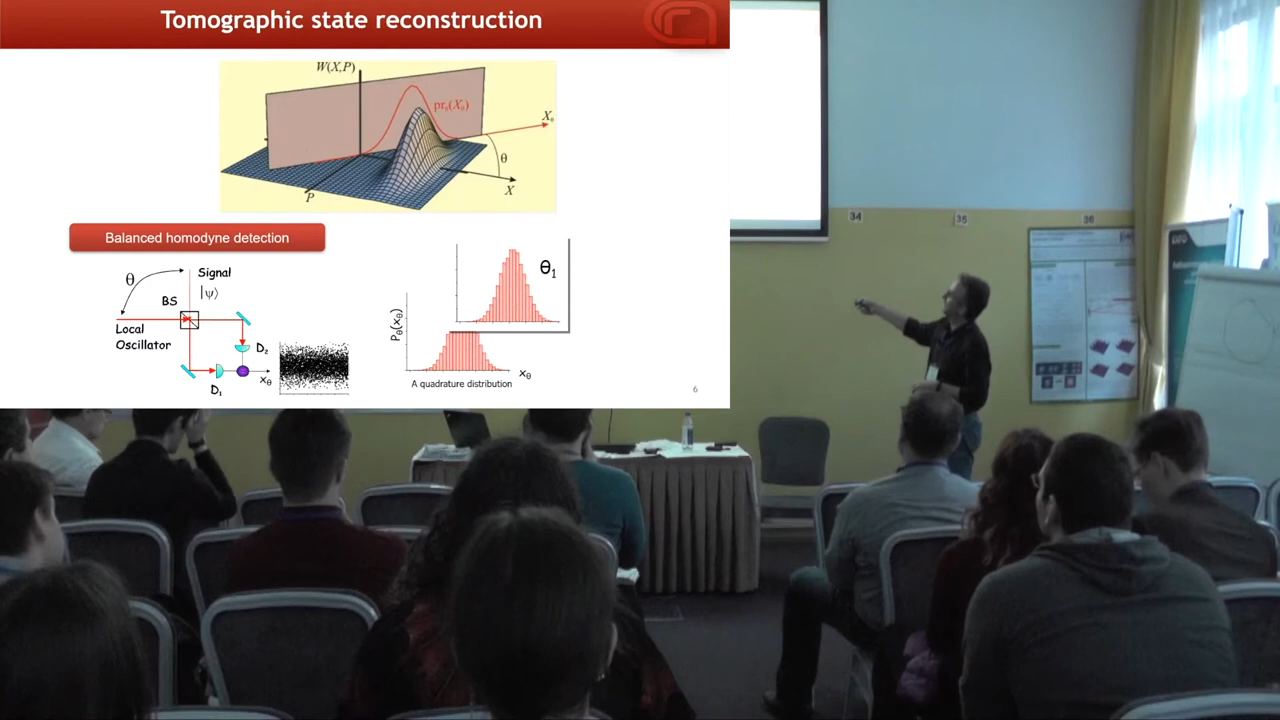 Tomographic state reconstruction
W(X,P)
prθ(Xθ)
Xθ
θ
X
P
Balanced homodyne detection
θ
Signal
|ψ⟩
BS
Local
Oscillator
D₂
D₁
xθ
Pθ(xθ)
θ₁
xθ
A quadrature distribution
6
34
35
36